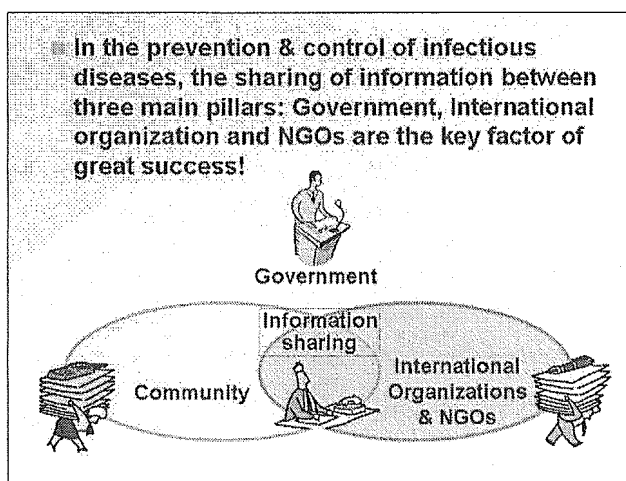 In the prevention & control of infectious
diseases, the sharing of information between
three main pillars: Government, International
organization and NGOs are the key factor of
great success!
Government
Information
sharing
Community
International
Organizations
& NGOs